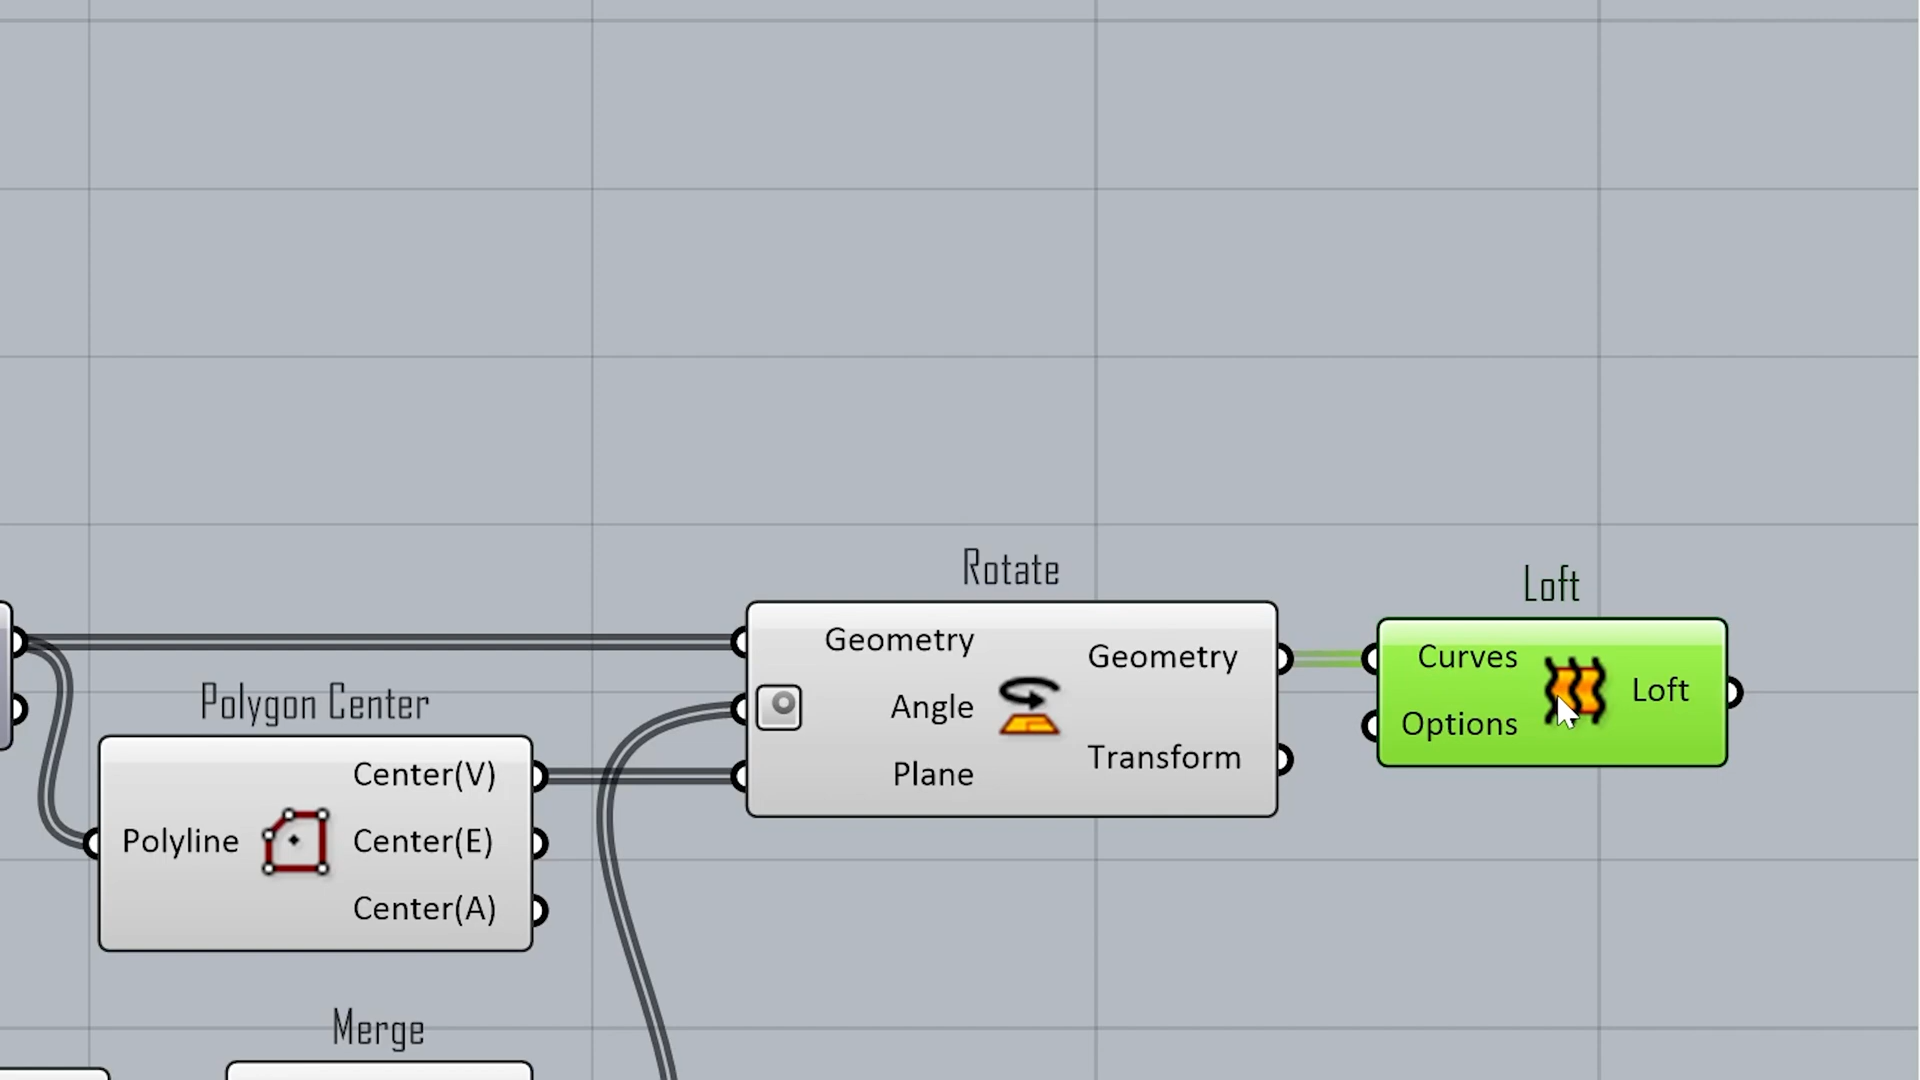 Rotate
Geometry
Angle
Plane
Geometry
Transform
Loft
Curves
Options
Loft
Polygon Center
Polyline
Center(V)
Center(E)
Center(A)
Merge